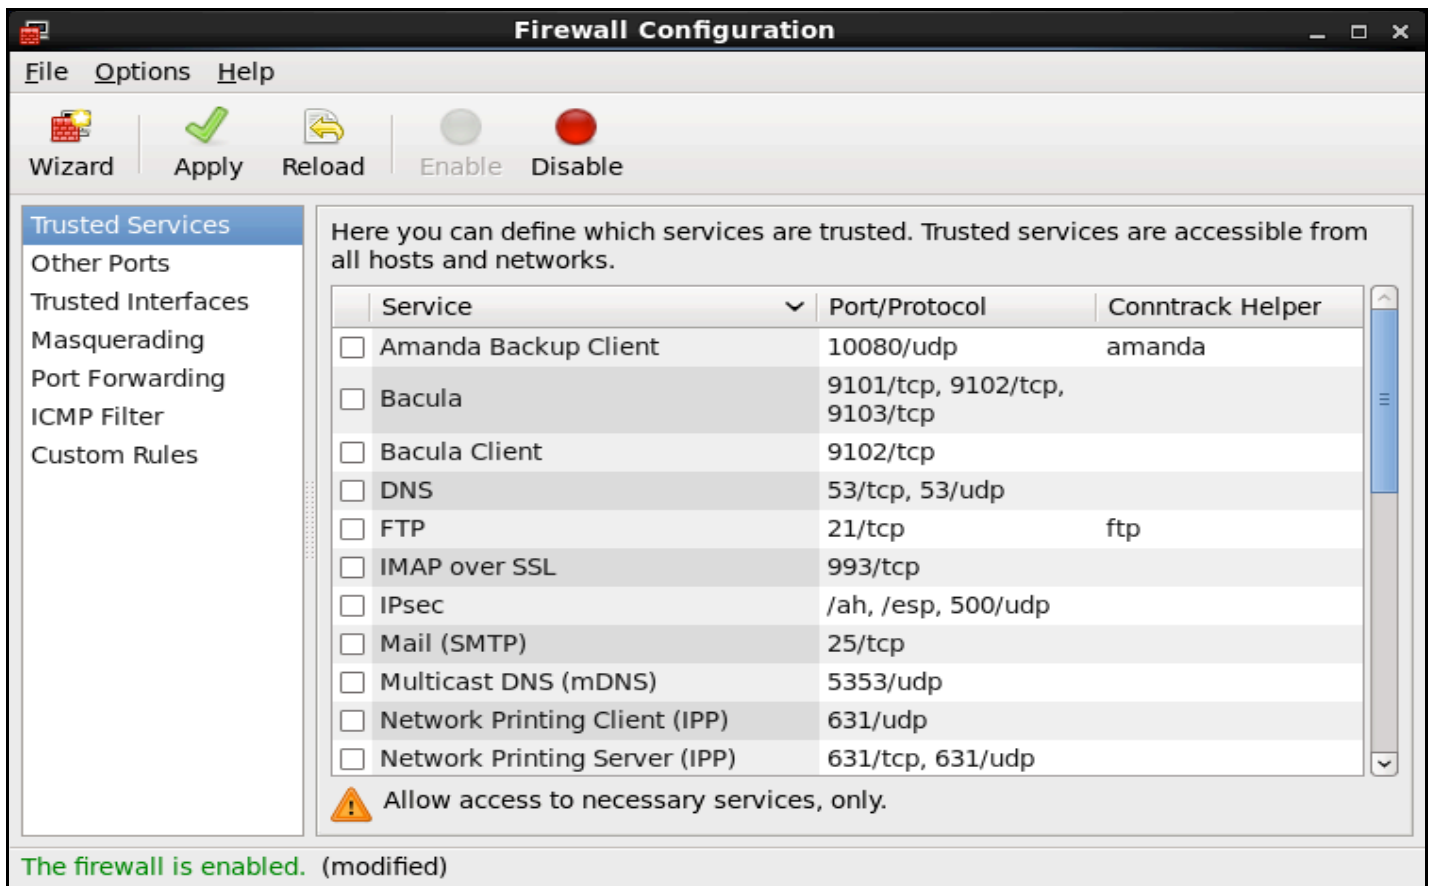 Firewall Configuration
File Options Help
Wizard Apply Reload Enable Disable
Trusted Services
Other Ports
Trusted Interfaces
Masquerading
Port Forwarding
ICMP Filter
Custom Rules
Here you can define which services are trusted. Trusted services are accessible from
all hosts and networks.
Service Port/Protocol Conntrack Helper
Amanda Backup Client 10080/udp amanda
Bacula 9101/tcp, 9102/tcp,
9103/tcp
Bacula Client 9102/tcp
DNS 53/tcp, 53/udp
FTP 21/tcp ftp
IMAP over SSL 993/tcp
IPsec /ah, /esp, 500/udp
Mail (SMTP) 25/tcp
Multicast DNS (mDNS) 5353/udp
Network Printing Client (IPP) 631/udp
Network Printing Server (IPP) 631/tcp, 631/udp
Allow access to necessary services, only.
The firewall is enabled. (modified)